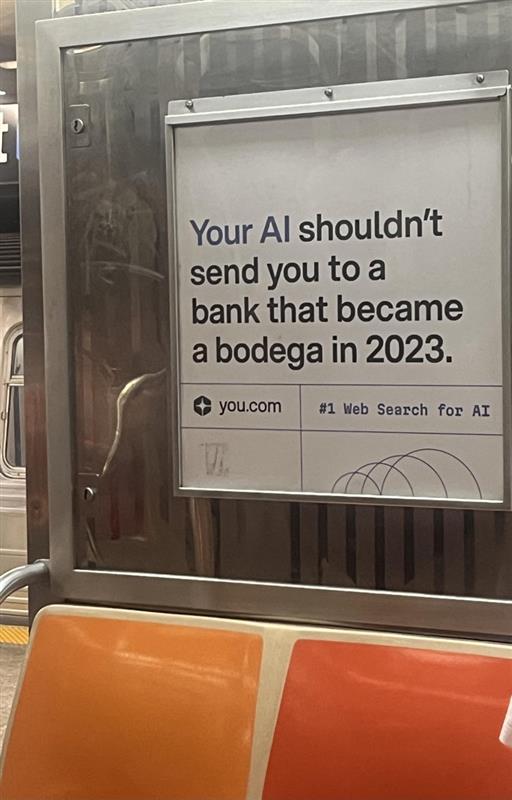 Your AI shouldn't
send you to a
bank that became
a bodega in 2023.
you.com
#1 Web Search for AI